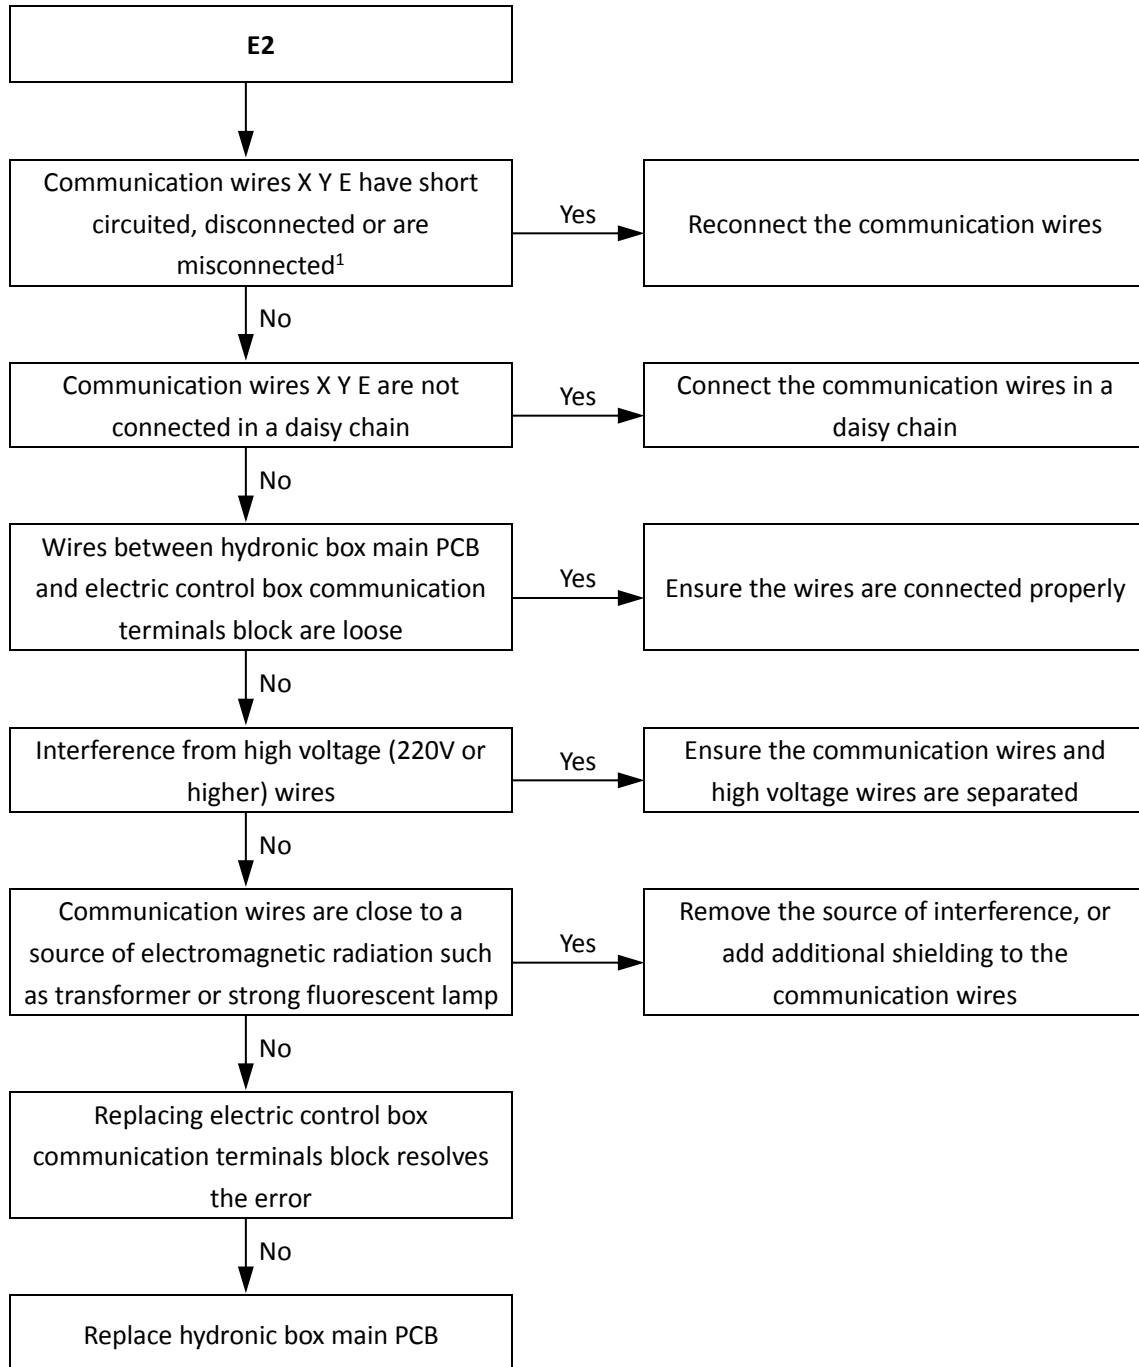 E2
Communication wires X Y E have short
circuited, disconnected or are
misconnected¹
Yes
Reconnect the communication wires
No
Communication wires X Y E are not
connected in a daisy chain
Yes
Connect the communication wires in a
daisy chain
No
Wires between hydronic box main PCB
and electric control box communication
terminals block are loose
Yes
Ensure the wires are connected properly
No
Interference from high voltage (220V or
higher) wires
Yes
Ensure the communication wires and
high voltage wires are separated
No
Communication wires are close to a
source of electromagnetic radiation such
as transformer or strong fluorescent lamp
Yes
Remove the source of interference, or
add additional shielding to the
communication wires
No
Replacing electric control box
communication terminals block resolves
the error
No
Replace hydronic box main PCB